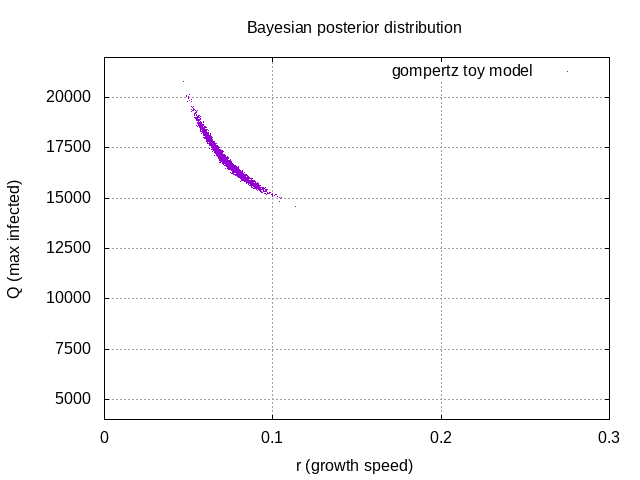 Bayesian posterior distribution
gompertz toy model
20000
17500
15000
12500
10000
7500
5000
Q (max infected)
0
0.1
0.2
0.3
r (growth speed)